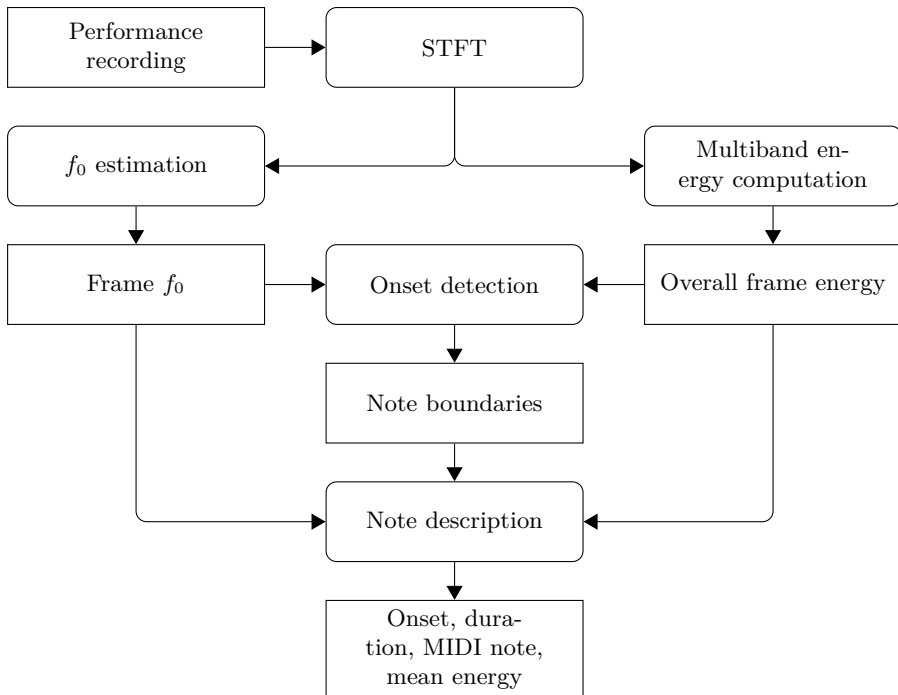 Performance
recording
STFT
f₀ estimation
Multiband en-
ergy computation
Frame f₀
Onset detection
Overall frame energy
Note boundaries
Note description
Onset, dura-
tion, MIDI note,
mean energy